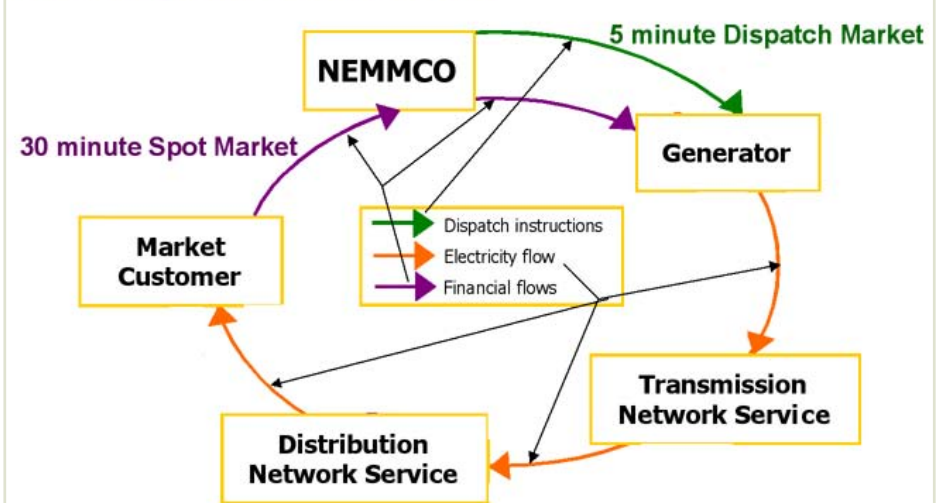 5 minute Dispatch Market
NEMMCO
30 minute Spot Market
Generator
Dispatch instructions
Electricity flow
Financial flows
Market
Customer
Transmission
Network Service
Distribution
Network Service